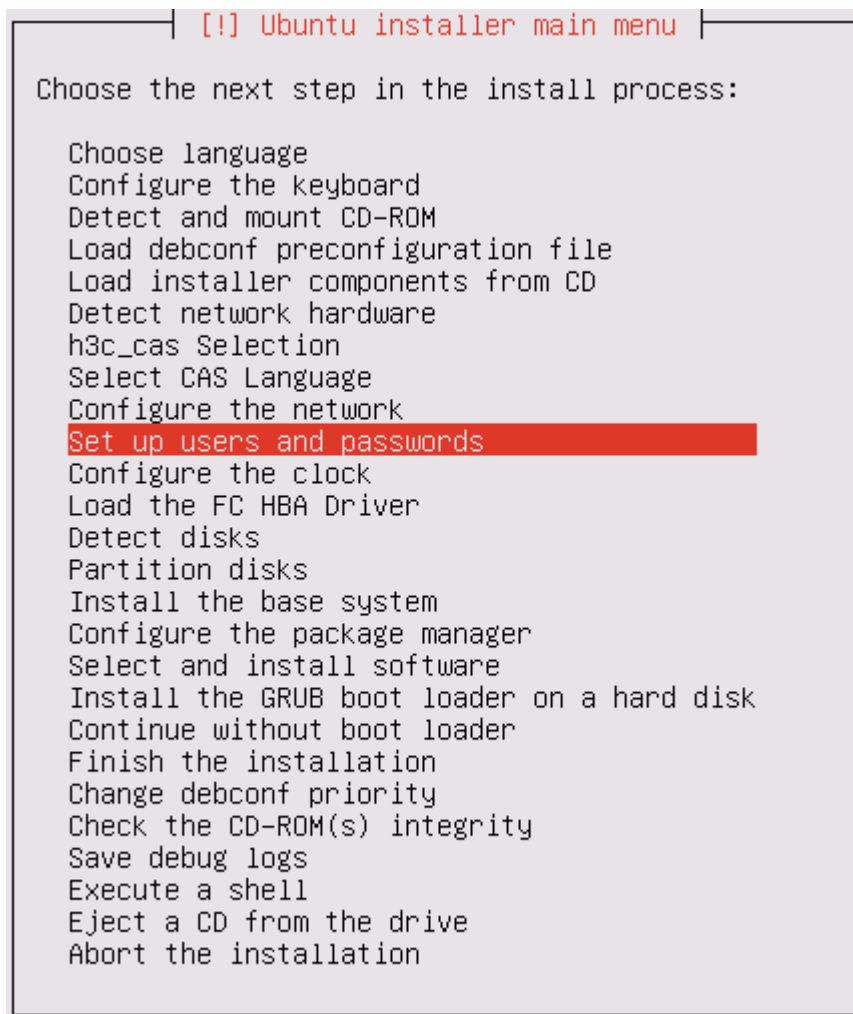 [!] Ubuntu installer main menu
Choose the next step in the install process:
Choose language
Configure the keyboard
Detect and mount CD-ROM
Load debconf preconfiguration file
Load installer components from CD
Detect network hardware
h3c_cas Selection
Select CAS Language
Configure the network
Set up users and passwords
Configure the clock
Load the FC HBA Driver
Detect disks
Partition disks
Install the base system
Configure the package manager
Select and install software
Install the GRUB boot loader on a hard disk
Continue without boot loader
Finish the installation
Change debconf priority
Check the CD-ROM(s) integrity
Save debug logs
Execute a shell
Eject a CD from the drive
Abort the installation